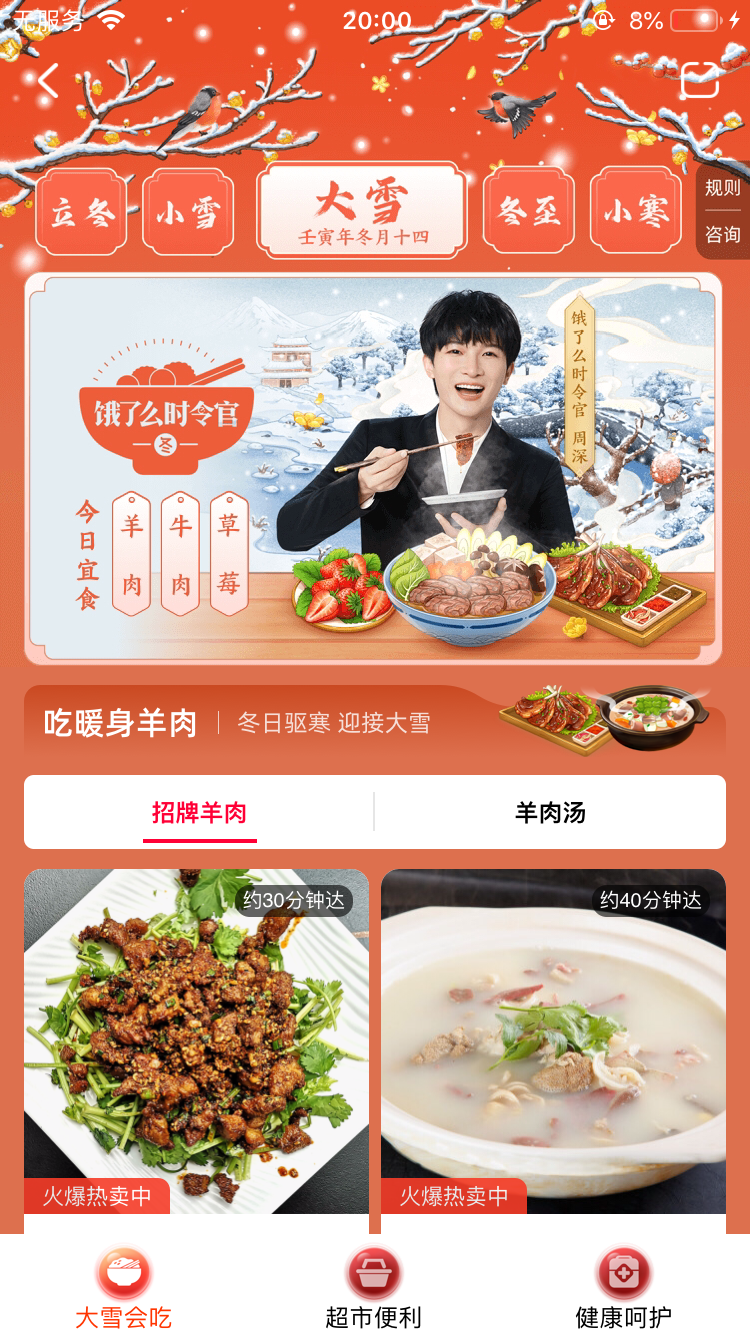 无服务 20:00 8%
立冬
小雪
大雪
壬寅年冬月十四
冬至
小寒
规则
咨询
饿了么时令官
冬
饿了么时令官 周深
今日宜食
羊肉
牛肉
草莓
吃暖身羊肉 冬日驱寒 迎接大雪
招牌羊肉
羊肉汤
约30分钟达
约40分钟达
火爆热卖中
火爆热卖中
大雪会吃
超市便利
健康呵护